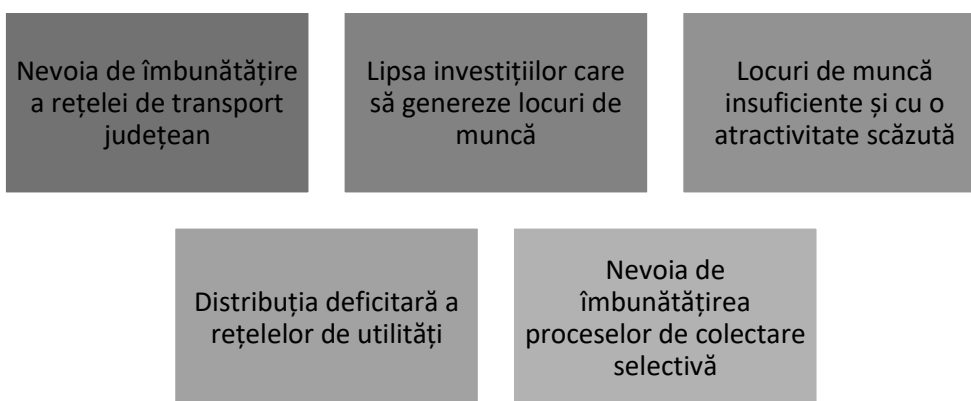 Nevoia de îmbunătățire
a rețelei de transport
județean
Lipsa investițiilor care
să genereze locuri de
muncă
Locuri de muncă
insuficiente și cu o
atractivitate scăzută
Distribuția deficitară a
rețelelor de utilități
Nevoia de
îmbunătățirea
proceselor de colectare
selectivă